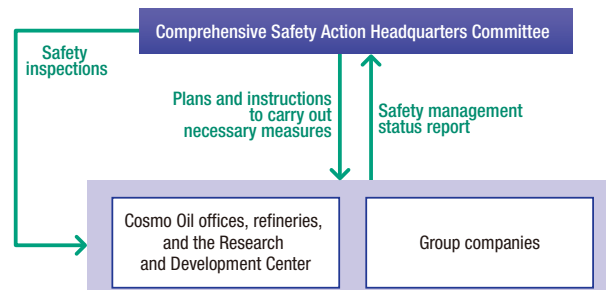 Comprehensive Safety Action Headquarters Committee
Safety
inspections
Plans and instructions
to carry out
necessary measures
Safety management
status report
Cosmo Oil offices, refineries,
and the Research
and Development Center
Group companies